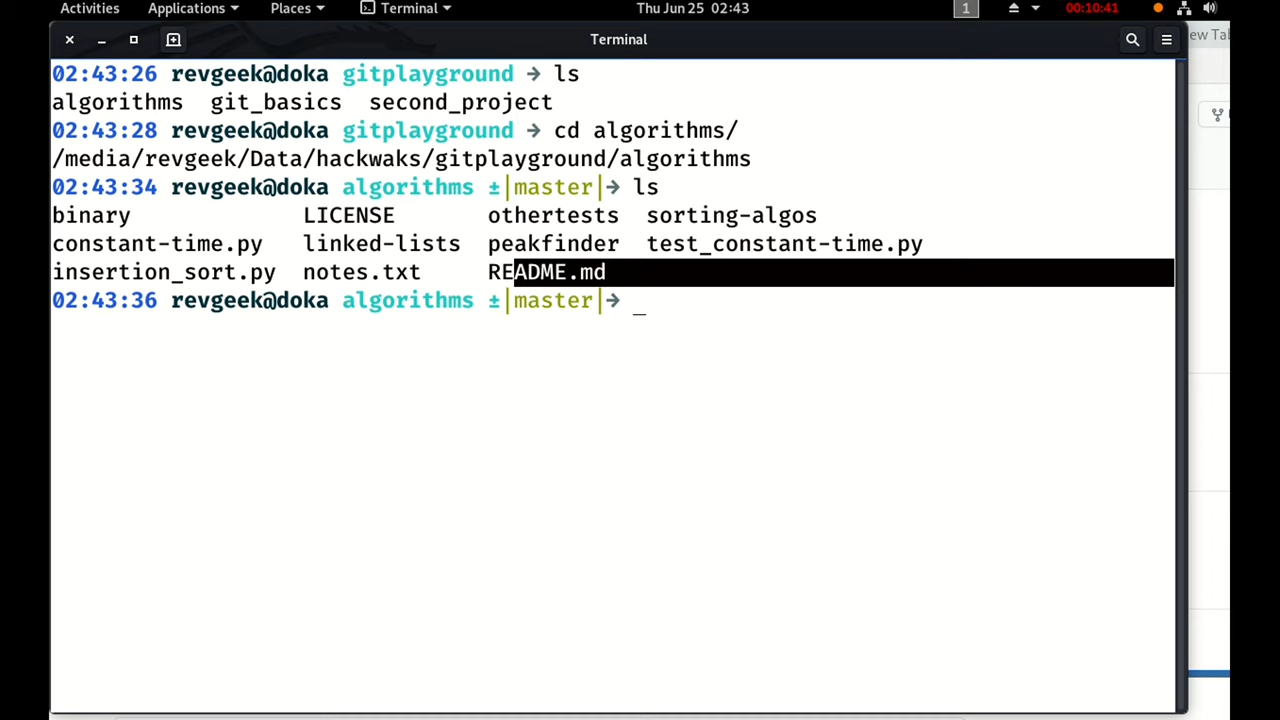 Activities Applications Places Terminal Thu Jun 25 02:43 1 00:10:41
Terminal
ew Tab
02:43:26 revgeek@doka gitplayground → ls
algorithms git_basics second_project
02:43:28 revgeek@doka gitplayground → cd algorithms/
/media/revgeek/Data/hackwaks/gitplayground/algorithms
02:43:34 revgeek@doka algorithms ±|master|→ ls
binary LICENSE othertests sorting-algos
constant-time.py linked-lists peakfinder test_constant-time.py
insertion_sort.py notes.txt README.md
02:43:36 revgeek@doka algorithms ±|master|→ _